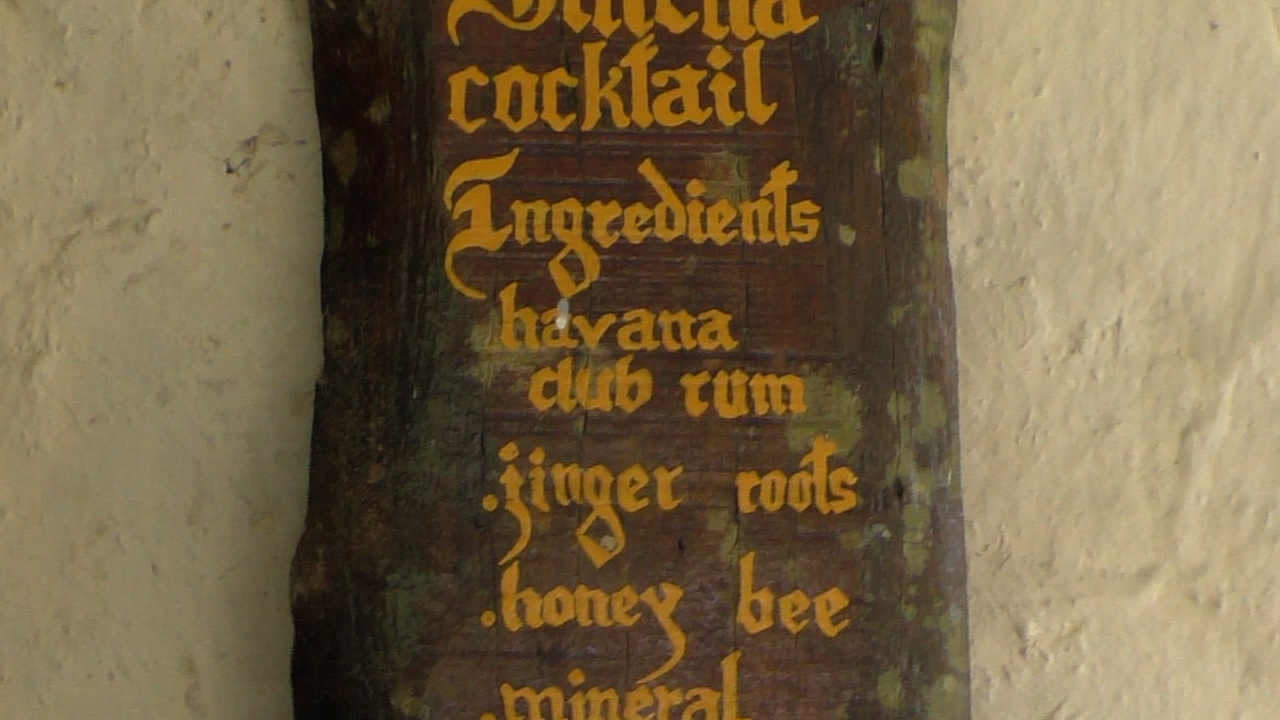 cocktail
Ingredients
havana
club rum
.jinger roots
.honey bee
.mineral